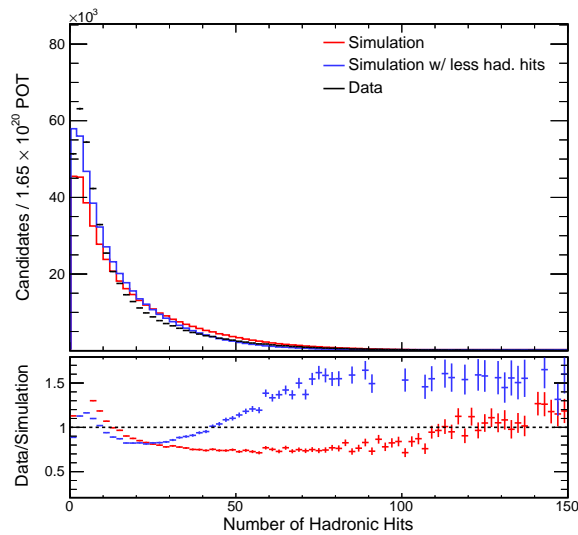 ×10³
80
60
40
20
Candidates / 1.65 × 10²⁰ POT
Simulation
Simulation w/ less had. hits
Data
1.5
1
0.5
Data/Simulation
0 50 100 150
Number of Hadronic Hits